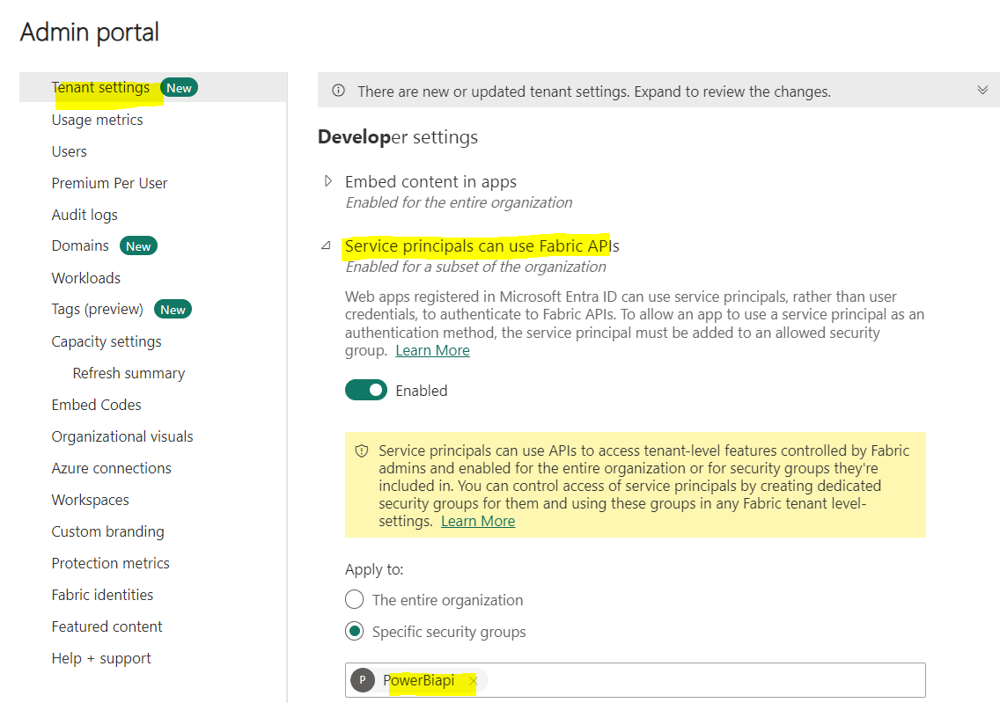 Admin portal
Tenant settings New
Usage metrics
Users
Premium Per User
Audit logs
Domains New
Workloads
Tags (preview) New
Capacity settings
Refresh summary
Embed Codes
Organizational visuals
Azure connections
Workspaces
Custom branding
Protection metrics
Fabric identities
Featured content
Help + support
There are new or updated tenant settings. Expand to review the changes.
Developer settings
Embed content in apps
Enabled for the entire organization
Service principals can use Fabric APIs
Enabled for a subset of the organization
Web apps registered in Microsoft Entra ID can use service principals, rather than user
credentials, to authenticate to Fabric APIs. To allow an app to use a service principal as an
authentication method, the service principal must be added to an allowed security
group. Learn More
Enabled
Service principals can use APIs to access tenant-level features controlled by Fabric
admins and enabled for the entire organization or for security groups they're
included in. You can control access of service principals by creating dedicated
security groups for them and using these groups in any Fabric tenant level-
settings. Learn More
Apply to:
The entire organization
Specific security groups
P PowerBiapi